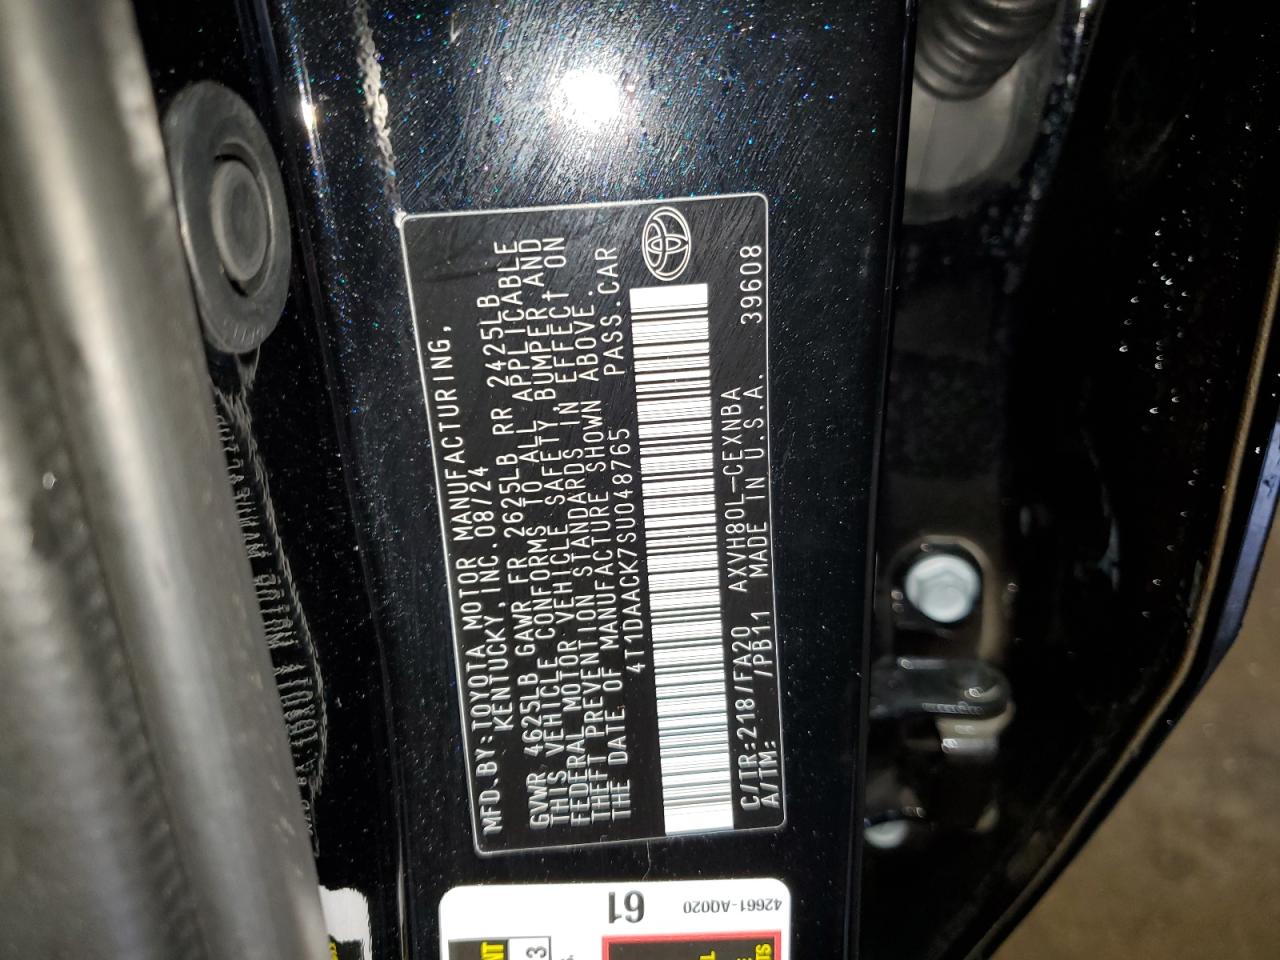 MFD. BY: TOYOTA MOTOR MANUFACTURING,
KENTUCKY, INC. 08/24
GVWR 4625LB GAWR FR 2625LB RR 2425LB
THIS VEHICLE CONFORMS TO ALL APPLICABLE
FEDERAL MOTOR VEHICLE SAFETY, BUMPER, AND
THEFT PREVENTION STANDARDS IN EFFECT ON
THE DATE OF MANUFACTURE SHOWN ABOVE.
4T1DAACK7SU048765 PASS. CAR
C/TR: 218/FA20 AXVH80L-CEXNBA
A/TM: /PB11 MADE IN U.S.A. 39608
61
42661-A0020
3